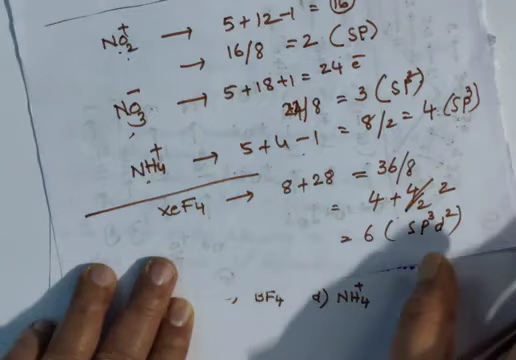 NO₂⁺ → 5+12-1 = 16
→ 16/8 = 2 (SP)
NO₃⁻ → 5+18+1 = 24 e⁻
24/8 = 3 (SP²)
NH₄⁺ → 5+4-1 = 8/2 = 4 (SP³)
xeF₄ → 8+28 = 36/8
= 4+4/2 2
= 6 (SP³d²)
BF₄ d) NH₄⁺